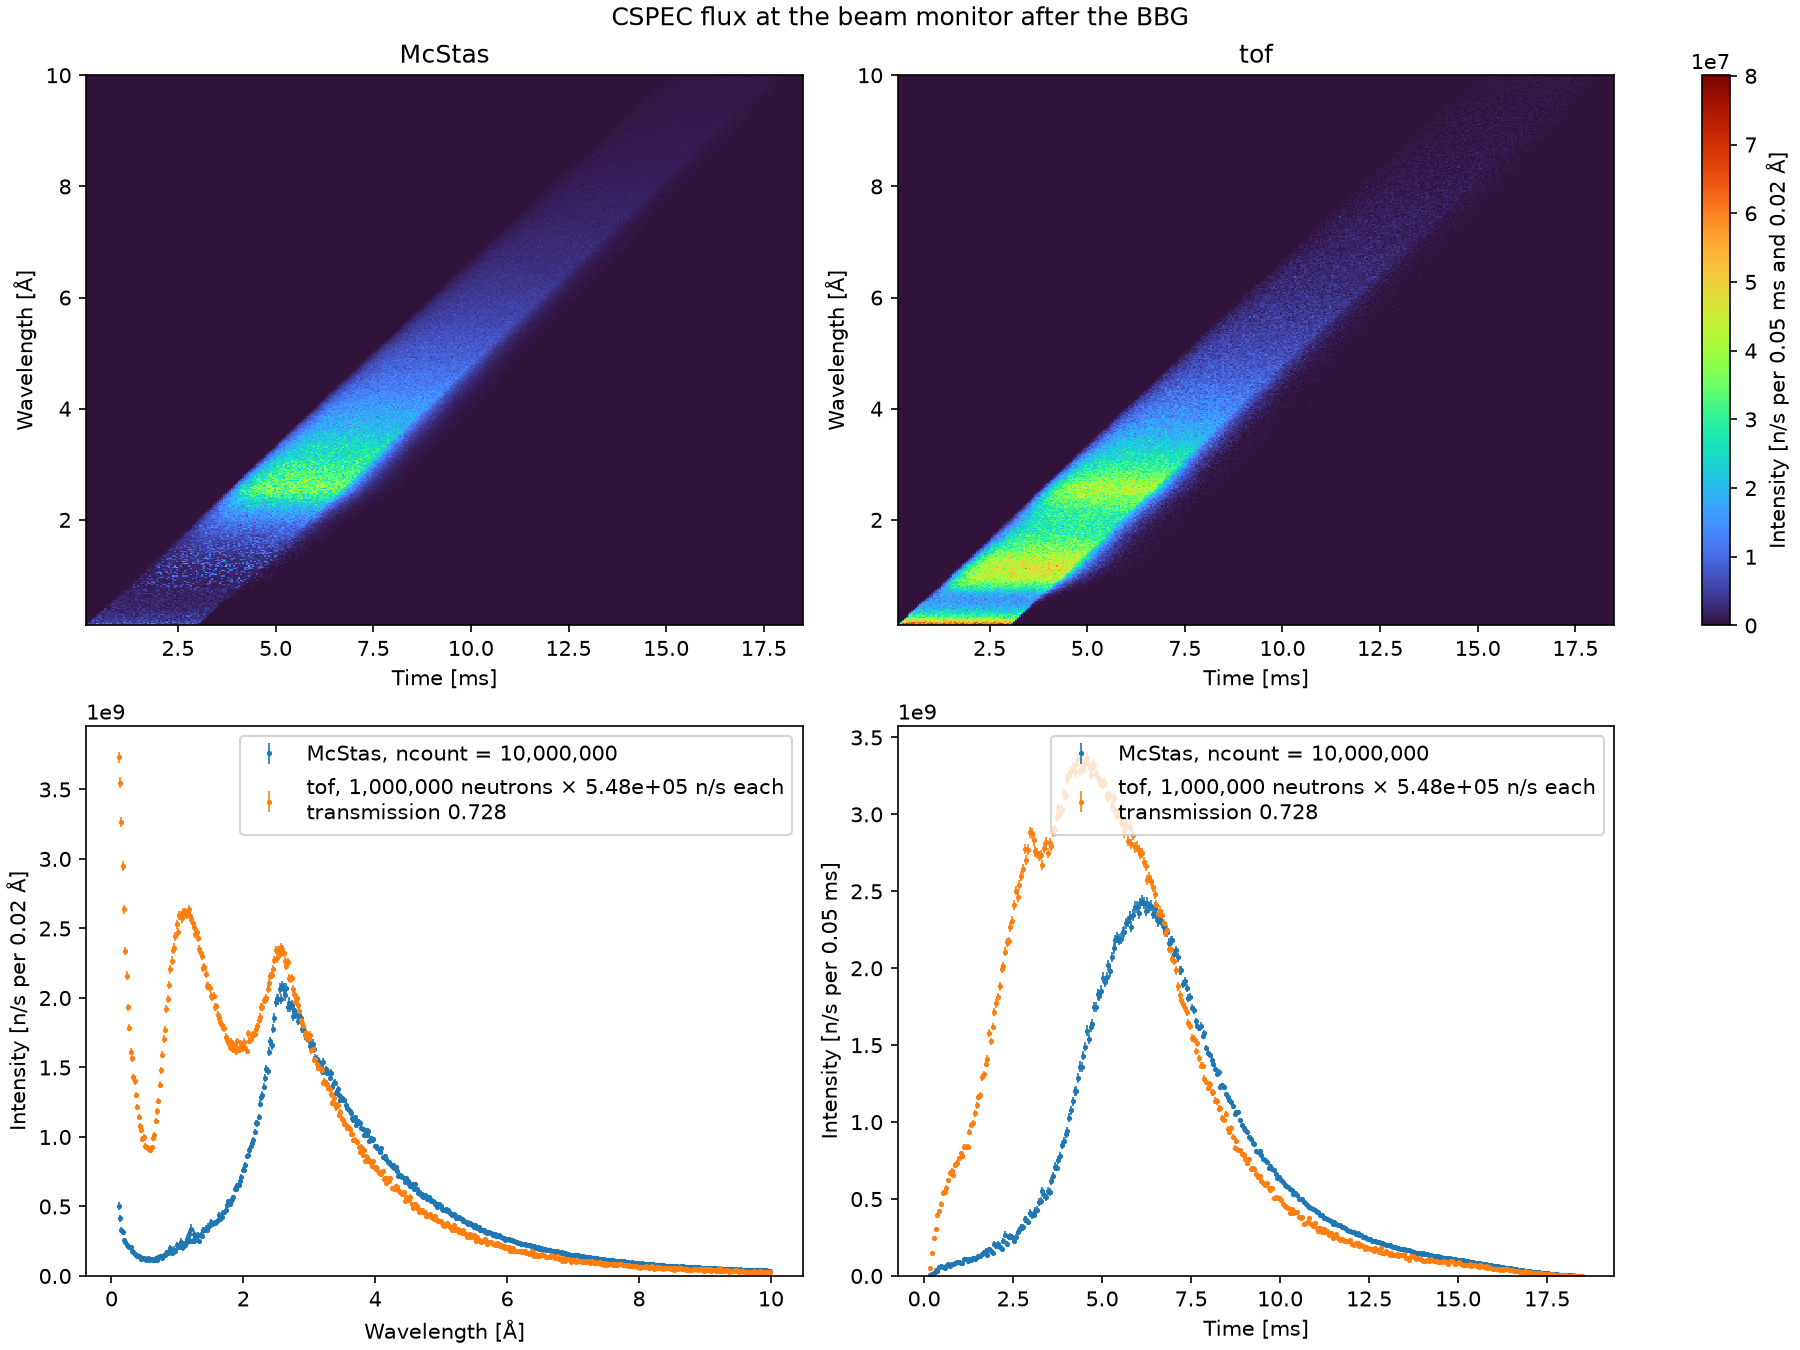 CSPEC flux at the beam monitor after the BBG
McStas
tof
10
8
6
4
2
Wavelength [Å]
2.5 5.0 7.5 10.0 12.5 15.0 17.5
Time [ms]
10
8
6
4
2
Wavelength [Å]
2.5 5.0 7.5 10.0 12.5 15.0 17.5
Time [ms]
1e7
8
7
6
5
4
3
2
1
0
Intensity [n/s per 0.05 ms and 0.02 Å]
1e9
3.5
3.0
2.5
2.0
1.5
1.0
0.5
0.0
Intensity [n/s per 0.02 Å]
McStas, ncount = 10,000,000
tof, 1,000,000 neutrons × 5.48e+05 n/s each
transmission 0.728
0 2 4 6 8 10
Wavelength [Å]
1e9
3.5
3.0
2.5
2.0
1.5
1.0
0.5
0.0
Intensity [n/s per 0.05 ms]
McStas, ncount = 10,000,000
tof, 1,000,000 neutrons × 5.48e+05 n/s each
transmission 0.728
0.0 2.5 5.0 7.5 10.0 12.5 15.0 17.5
Time [ms]